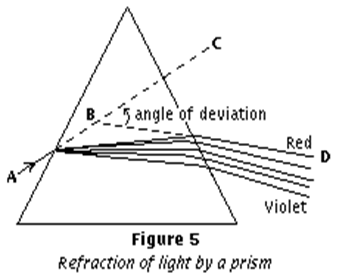 C
B
angle of deviation
Red
D
A
Violet
Figure 5
Refraction of light by a prism